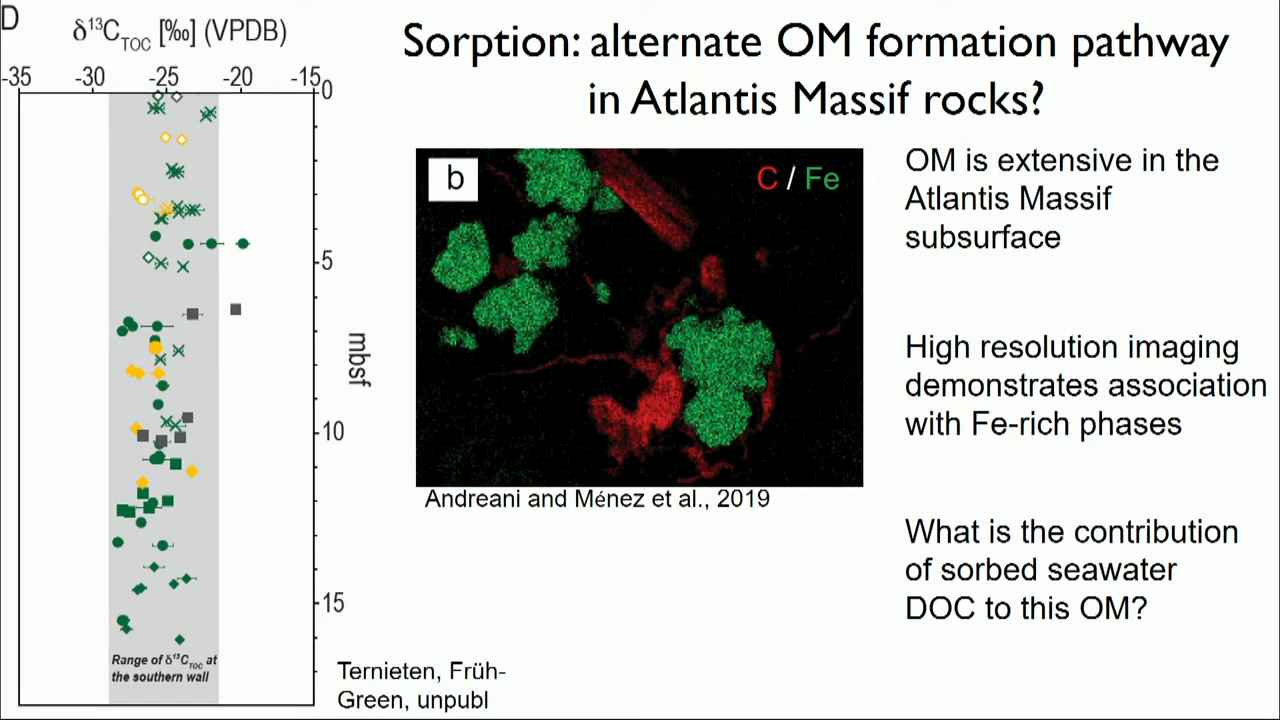 D
δ¹³C_TOC [‰] (VPDB)
-35 -30 -25 -20 -15
0
5
10
15
mbsf
Range of δ¹³C_TOC at
the southern wall
Ternieten, Früh-
Green, unpubl
Sorption: alternate OM formation pathway
in Atlantis Massif rocks?
b
C / Fe
Andreani and Ménez et al., 2019
OM is extensive in the
Atlantis Massif
subsurface
High resolution imaging
demonstrates association
with Fe-rich phases
What is the contribution
of sorbed seawater
DOC to this OM?